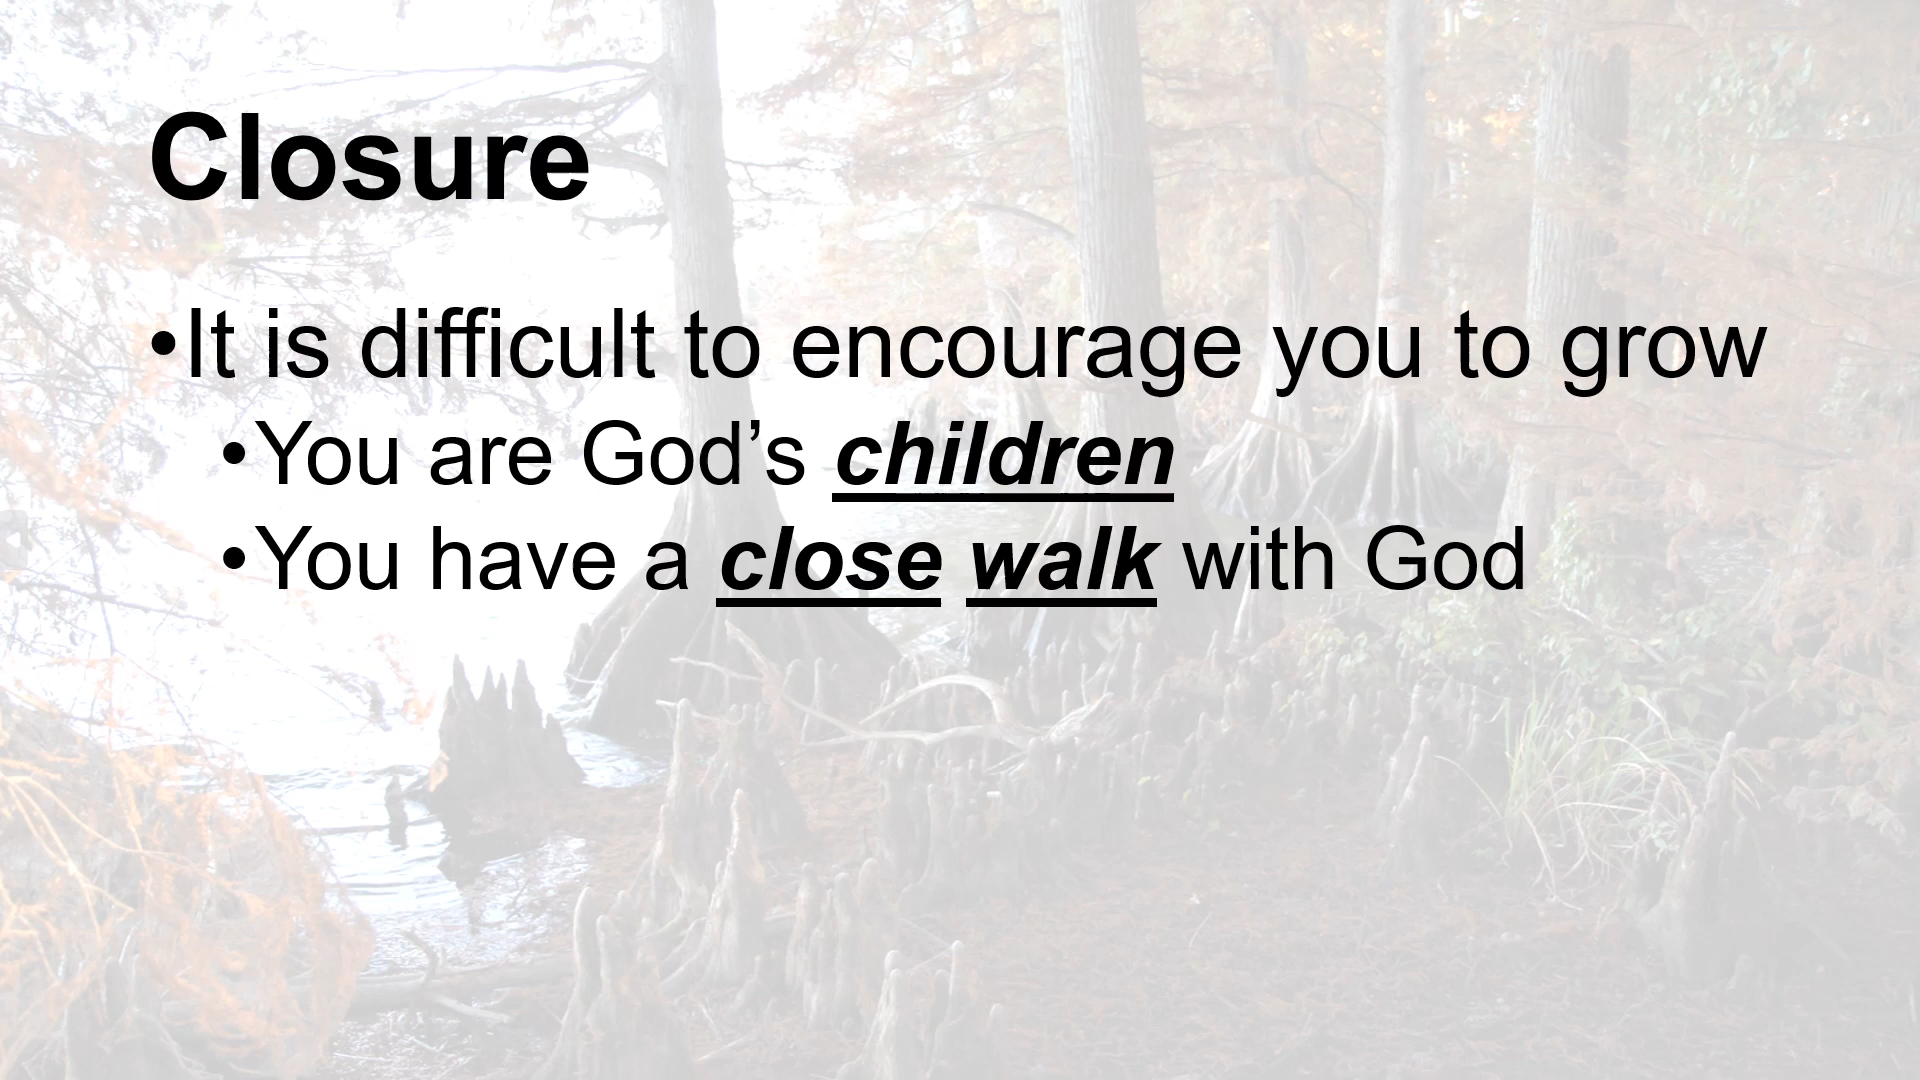 Closure
•It is difficult to encourage you to grow
•You are God’s children
•You have a close walk with God